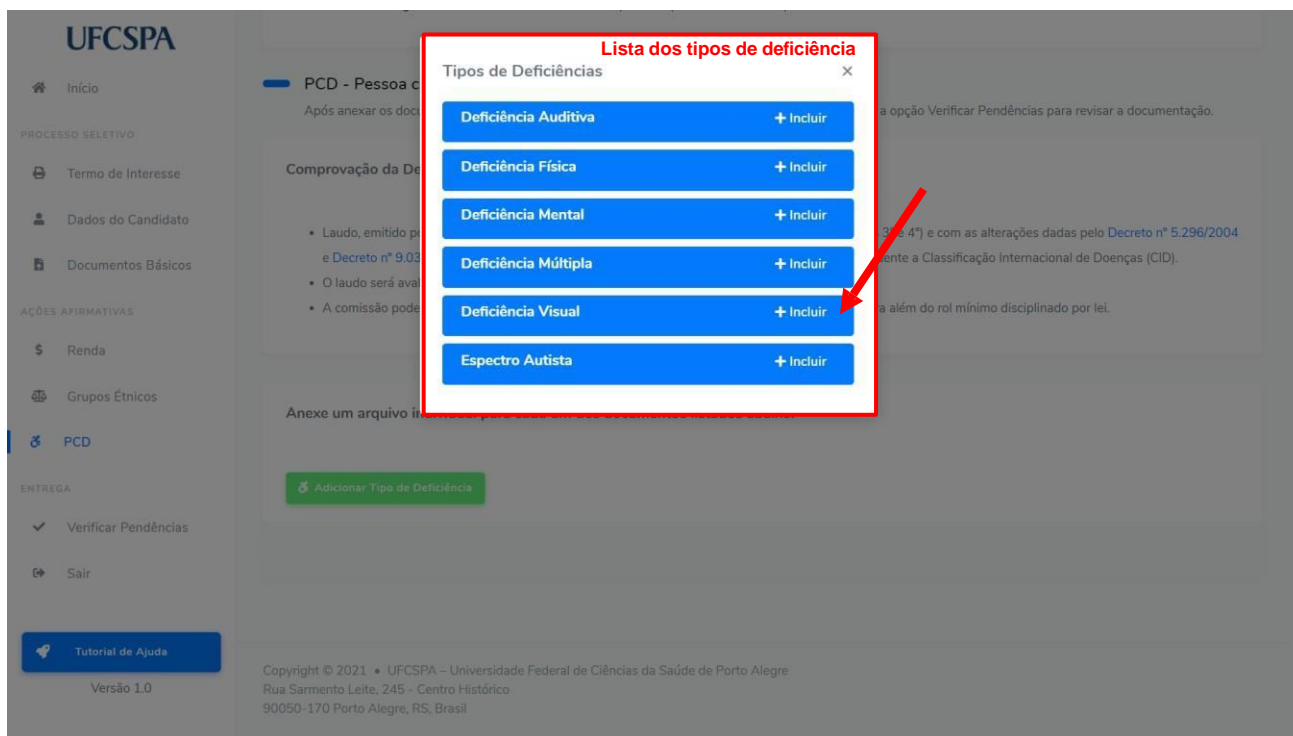 UFCSPA
Início
PROCESSO SELETIVO
Termo de Interesse
Dados do Candidato
Documentos Básicos
AÇÕES AFIRMATIVAS
Renda
Grupos Étnicos
PCD
ENTREGA
Verificar Pendências
Sair
Tutorial de Ajuda
Versão 1.0
Lista dos tipos de deficiência
Tipos de Deficiências ×
Deficiência Auditiva + Incluir
Deficiência Física + Incluir
Deficiência Mental + Incluir
Deficiência Múltipla + Incluir
Deficiência Visual + Incluir
Espectro Autista + Incluir
PCD - Pessoa c
Após anexar os doc a opção Verificar Pendências para revisar a documentação.
Comprovação da De
• Laudo, emitido po e 4º) e com as alterações dadas pelo Decreto nº 5.296/2004
e Decreto nº 9.03 ente a Classificação Internacional de Doenças (CID).
• O laudo será aval
• A comissão pode a além do rol mínimo disciplinado por lei.
Anexe um arquivo in
Adicionar Tipo de Deficiência
Copyright © 2021 • UFCSPA – Universidade Federal de Ciências da Saúde de Porto Alegre
Rua Sarmento Leite, 245 - Centro Histórico
90050-170 Porto Alegre, RS, Brasil